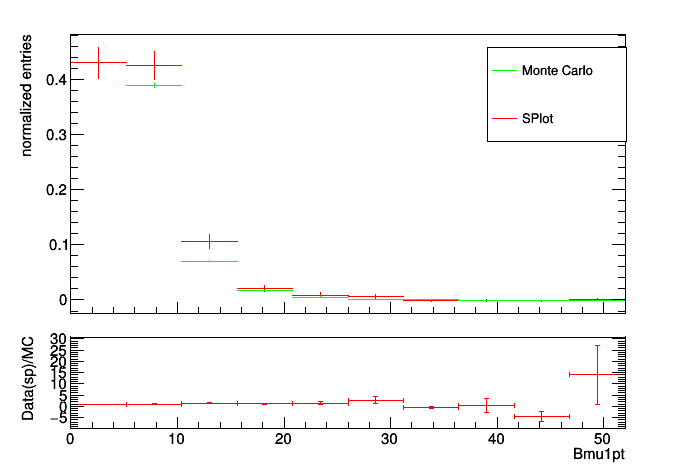 normalized entries
0.4
0.3
0.2
0.1
0
Monte Carlo
SPlot
Data(sp)/MC
30
25
20
15
10
5
0
−5
0 10 20 30 40 50
Bmu1pt